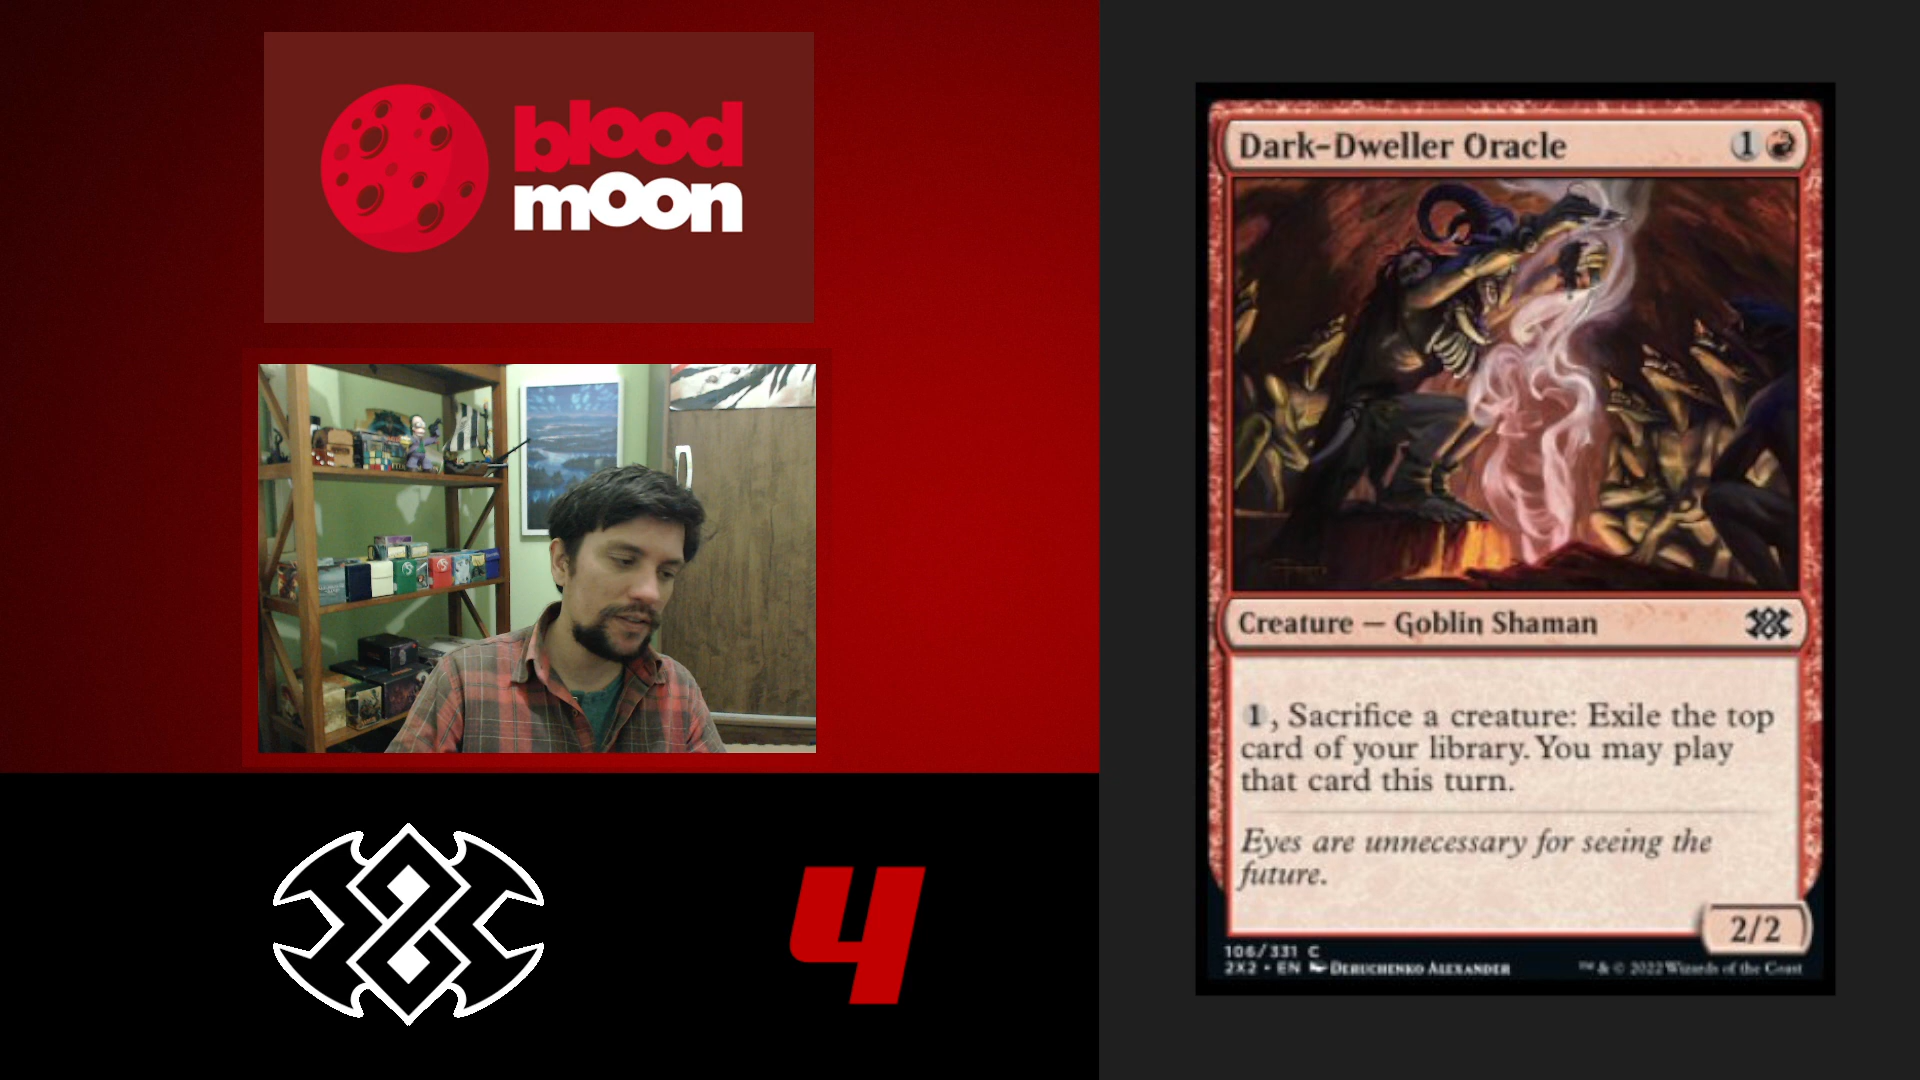 blood
moon
4
Dark-Dweller Oracle 1
Creature — Goblin Shaman
1, Sacrifice a creature: Exile the top
card of your library. You may play
that card this turn.
Eyes are unnecessary for seeing the
future.
2/2
106/331 C
2X2 • EN Deruchenko Alexander
™ & © 2022 Wizards of the Coast